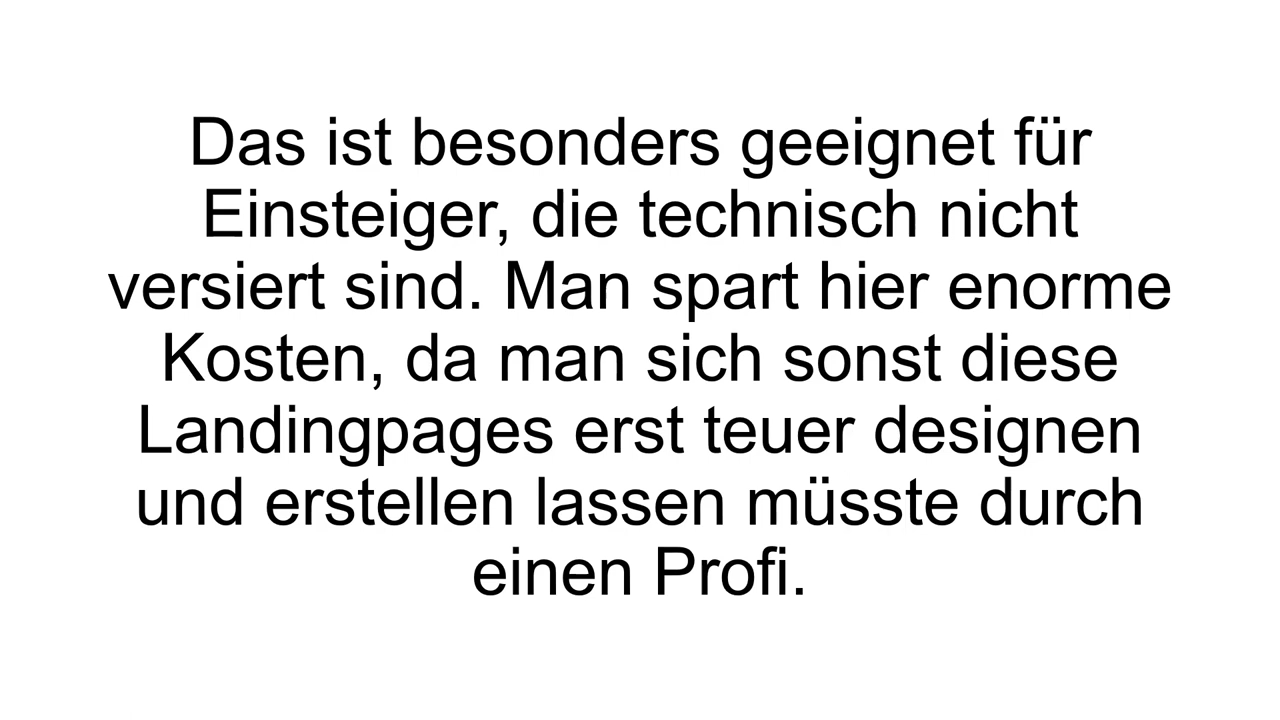 Das ist besonders geeignet für
Einsteiger, die technisch nicht
versiert sind. Man spart hier enorme
Kosten, da man sich sonst diese
Landingpages erst teuer designen
und erstellen lassen müsste durch
einen Profi.